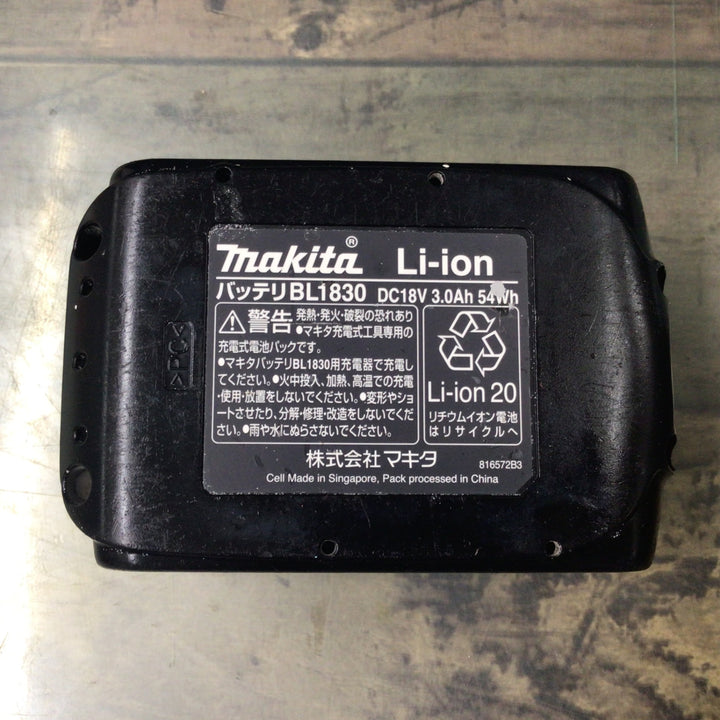 makita® Li-ion
バッテリBL1830 DC18V 3.0Ah 54Wh
警告 発熱・発火・破裂の恐れあり
●マキタ充電式工具専用の
充電式電池パックです。
●マキタバッテリBL1830用充電器で充電し
てください。●火中投入、加熱、高温での充電
・使用・放置をしないでください。●変形やショ
ートさせたり、分解・修理・改造をしないでくだ
さい。●雨や水にぬらさないでください。
Li-ion 20
リチウムイオン電池
はリサイクルへ
株式会社マキタ
816572B3
Cell Made in Singapore, Pack processed in China
>PC<